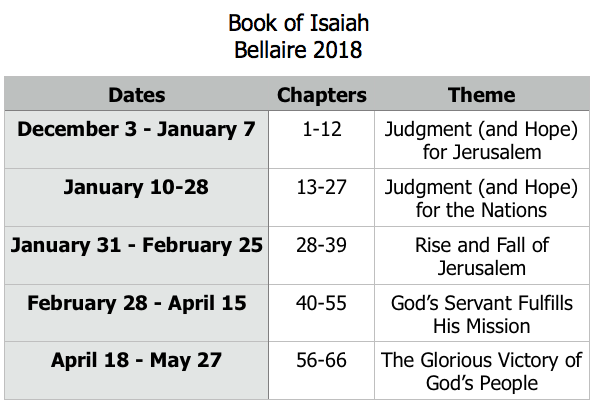 Book of Isaiah
Bellaire 2018
Dates Chapters Theme
December 3 - January 7 1-12 Judgment (and Hope)
for Jerusalem
January 10-28 13-27 Judgment (and Hope)
for the Nations
January 31 - February 25 28-39 Rise and Fall of
Jerusalem
February 28 - April 15 40-55 God’s Servant Fulfills
His Mission
April 18 - May 27 56-66 The Glorious Victory of
God’s People